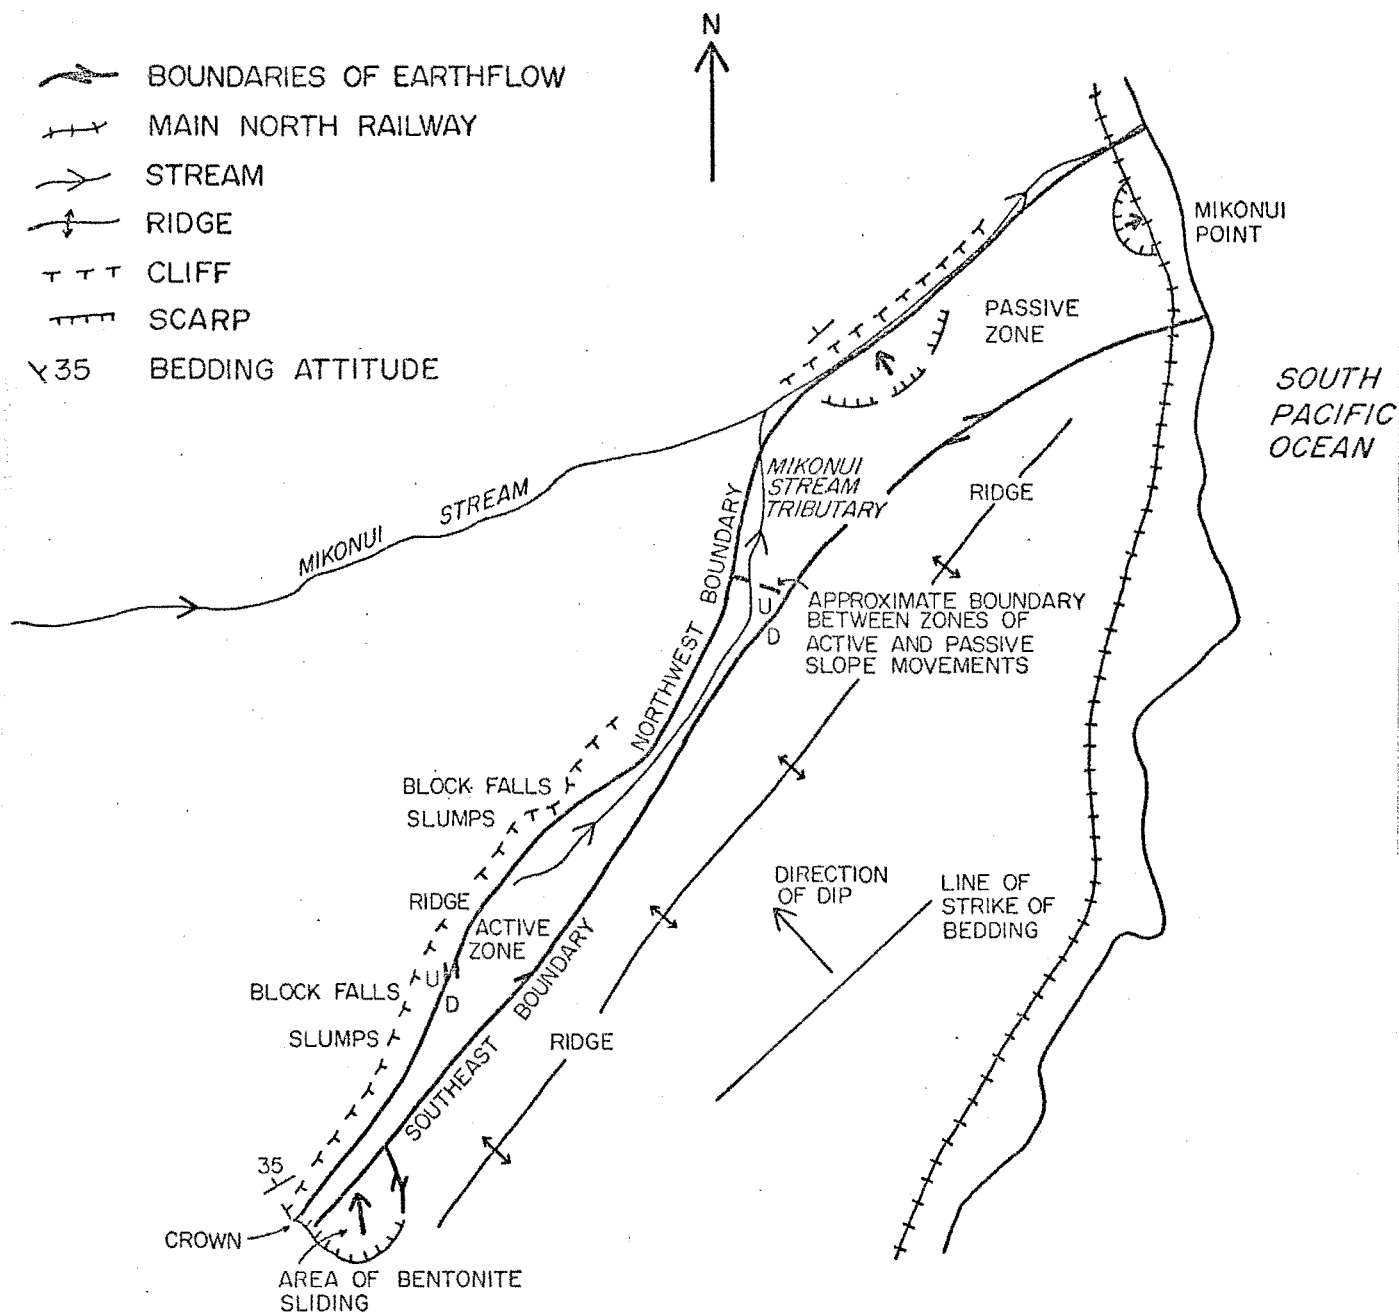 N
BOUNDARIES OF EARTHFLOW
MAIN NORTH RAILWAY
STREAM
RIDGE
CLIFF
SCARP
35 BEDDING ATTITUDE
MIKONUI
POINT
PASSIVE
ZONE
SOUTH
PACIFIC
OCEAN
MIKONUI STREAM
MIKONUI
STREAM
TRIBUTARY
RIDGE
NORTHWEST BOUNDARY
U
D
APPROXIMATE BOUNDARY
BETWEEN ZONES OF
ACTIVE AND PASSIVE
SLOPE MOVEMENTS
BLOCK FALLS
SLUMPS
RIDGE
ACTIVE
ZONE
DIRECTION
OF DIP
LINE OF
STRIKE OF
BEDDING
U
D
BLOCK FALLS
SLUMPS
SOUTHEAST BOUNDARY
RIDGE
35
CROWN
AREA OF BENTONITE
SLIDING